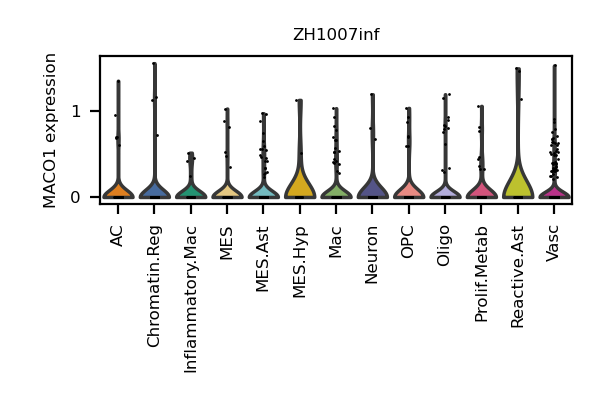 ZH1007inf
MACO1 expression
1
0
AC
Chromatin.Reg
Inflammatory.Mac
MES
MES.Ast
MES.Hyp
Mac
Neuron
OPC
Oligo
Prolif.Metab
Reactive.Ast
Vasc